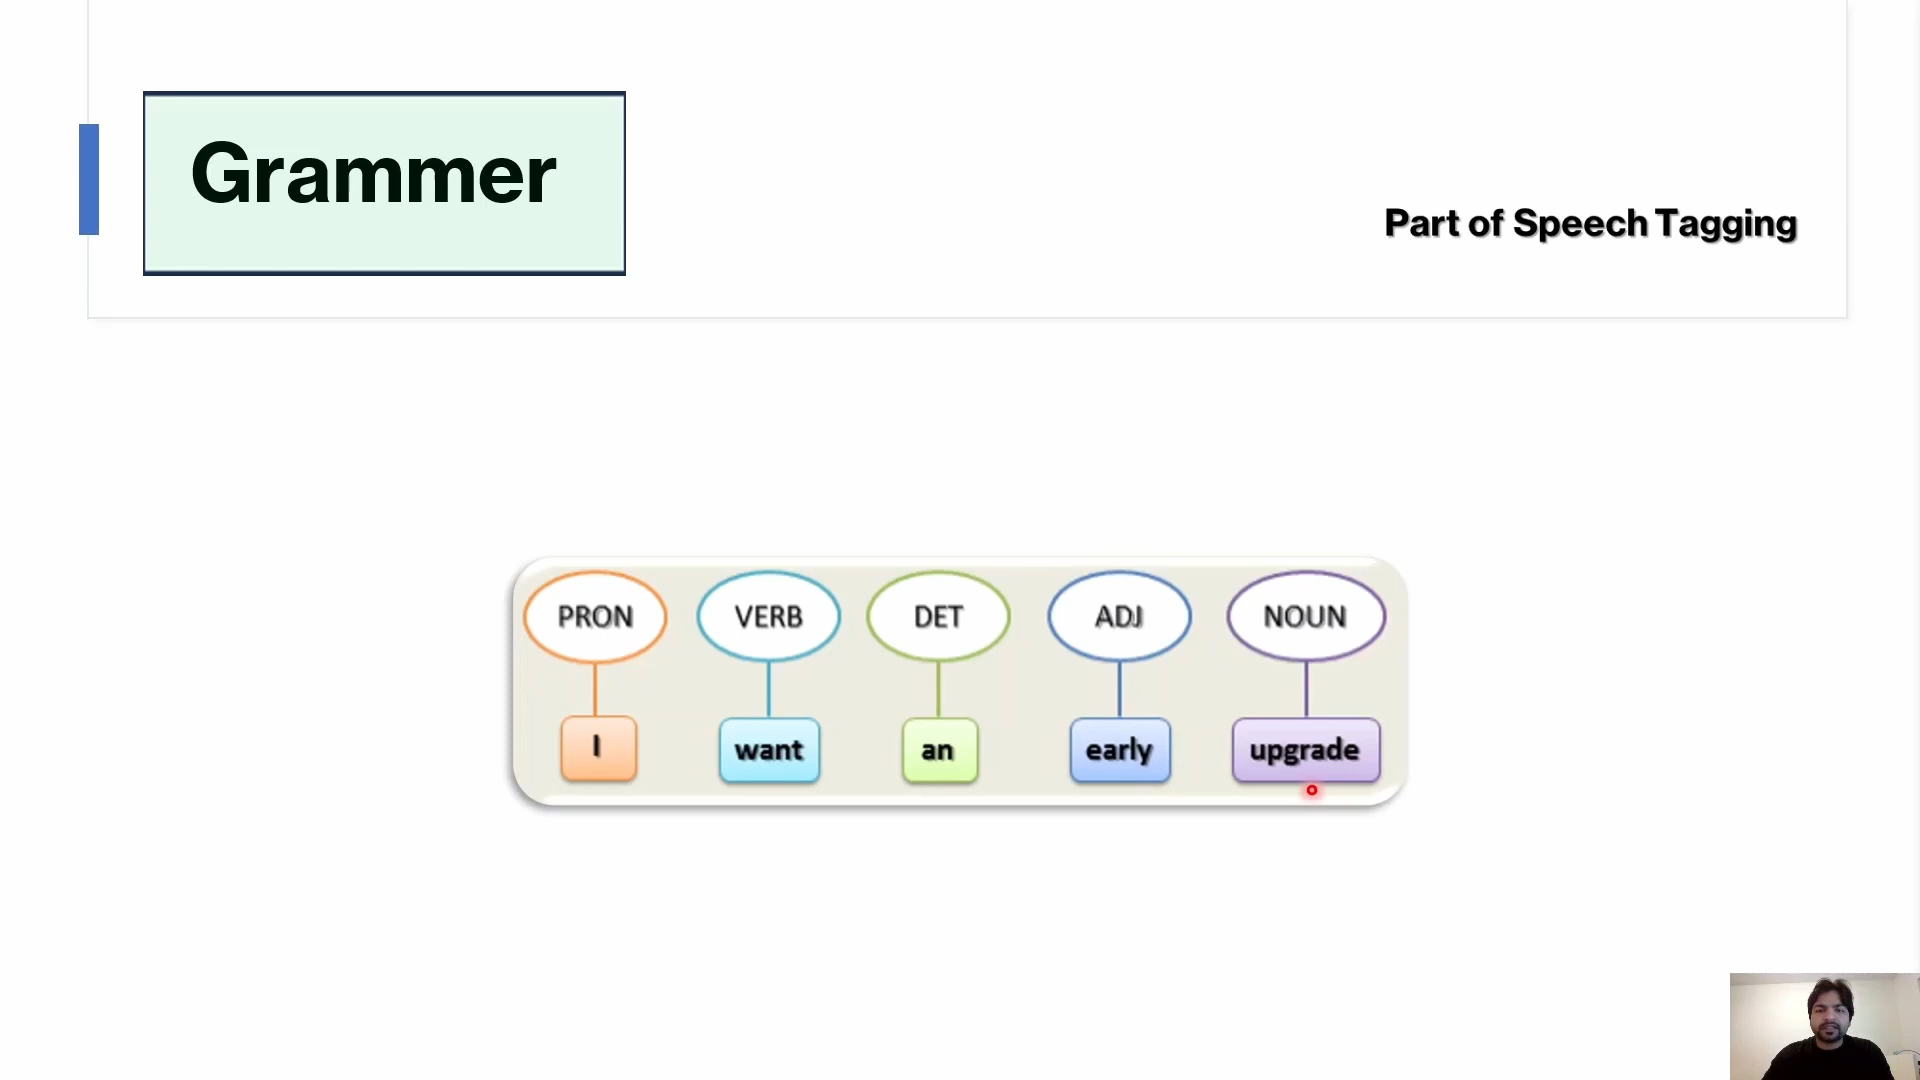 Grammer
Part of Speech Tagging
PRON VERB DET ADJ NOUN
I want an early upgrade